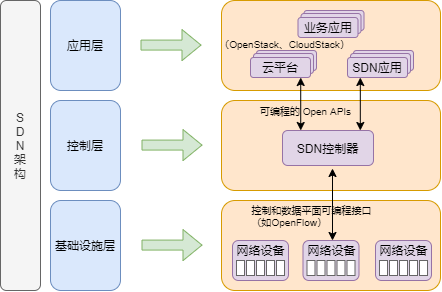 SDN架构
应用层
业务应用
（OpenStack、CloudStack）
云平台
SDN应用
控制层
可编程的 Open APIs
SDN控制器
基础设施层
控制和数据平面可编程接口
（如OpenFlow）
网络设备
网络设备
网络设备